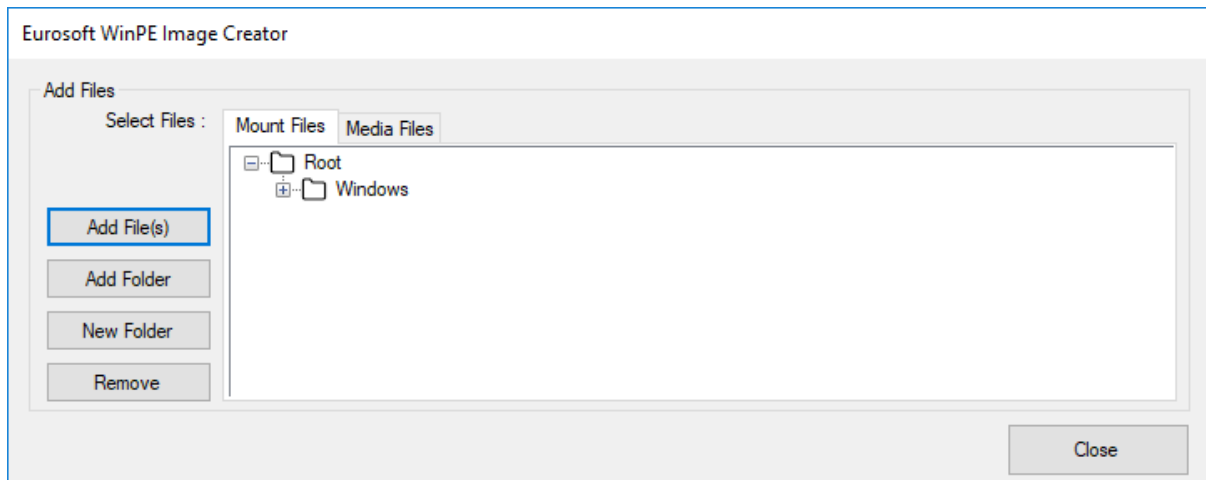 Eurosoft WinPE Image Creator
Add Files
Select Files :
Mount Files
Media Files
Root
Windows
Add File(s)
Add Folder
New Folder
Remove
Close